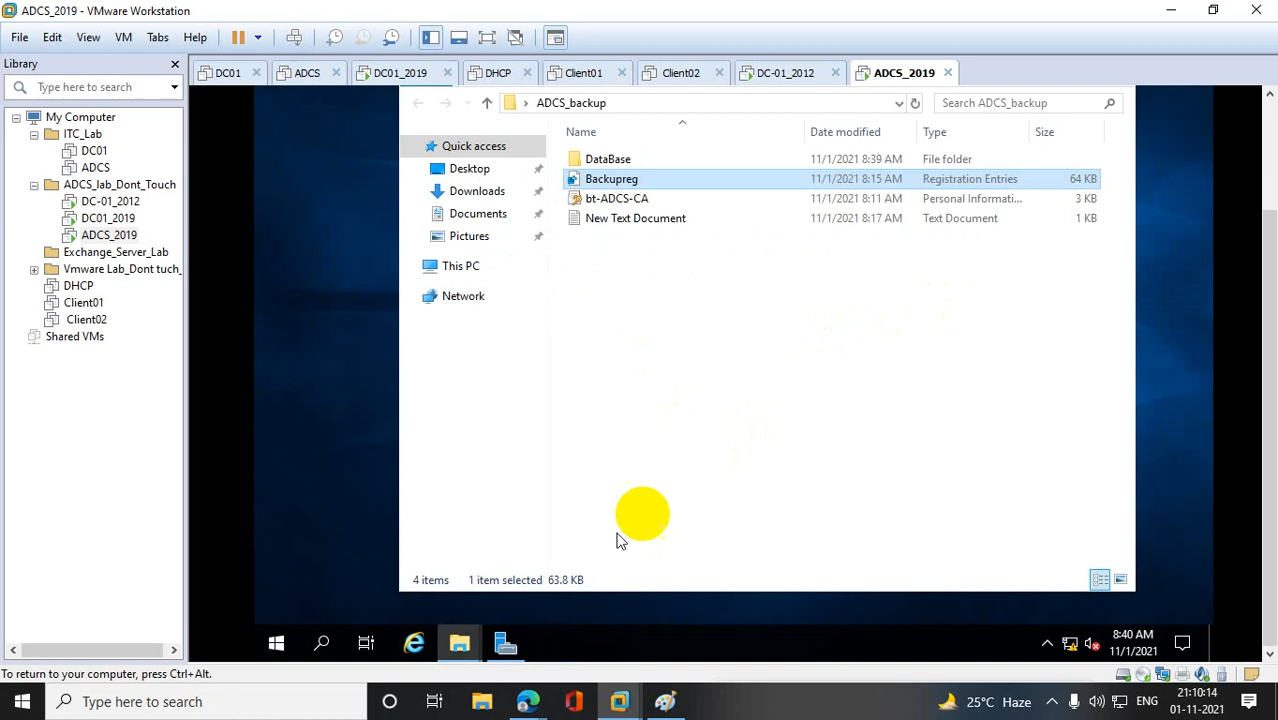 ADCS_2019 - VMware Workstation
File Edit View VM Tabs Help
Library
Type here to search
My Computer
ITC_Lab
DC01
ADCS
ADCS_lab_Dont_Touch
DC-01_2012
DC01_2019
ADCS_2019
Exchange_Server_Lab
Vmware Lab_Dont tuch_
DHCP
Client01
Client02
Shared VMs
DC01 ADCS DC01_2019 DHCP Client01 Client02 DC-01_2012 ADCS_2019
ADCS_backup Search ADCS_backup
Quick access
Desktop
Downloads
Documents
Pictures
This PC
Network
Name Date modified Type Size
DataBase 11/1/2021 8:39 AM File folder
Backupreg 11/1/2021 8:15 AM Registration Entries 64 KB
bt-ADCS-CA 11/1/2021 8:11 AM Personal Informati... 3 KB
New Text Document 11/1/2021 8:17 AM Text Document 1 KB
4 items 1 item selected 63.8 KB
8:40 AM
11/1/2021
To return to your computer, press Ctrl+Alt.
Type here to search
25°C Haze
ENG
21:10:14
01-11-2021